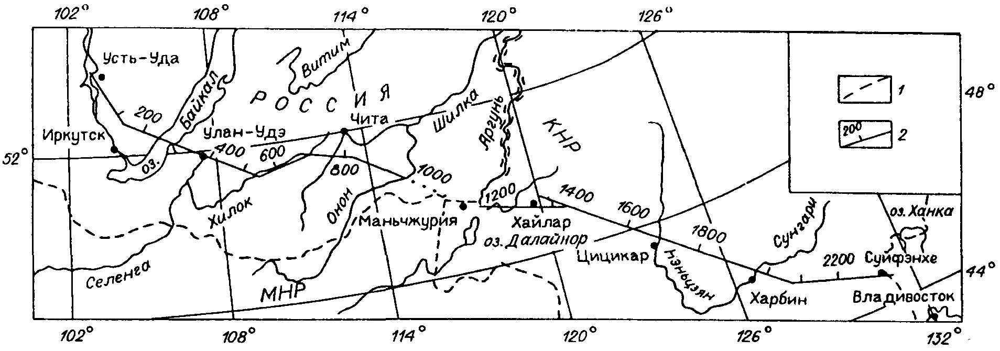 102° 108° 114° 120° 126°
Усть-Уда
Витим
РОССИЯ
Байкал
оз.
200
Иркутск
Улан-Удэ
Чита
Шилка
Аргунь
КНР
1
48°
200
2
52°
400
600
800
1000
1200
1400
1600
1800
2200
Хилок
Онон
Маньчжурия
Хайлар
оз. Далайнор
Цицикар
Нэньцзян
Сунгари
оз. Ханка
Суйфэнхе
44°
Селенга
МНР
Харбин
Владивосток
102° 108° 114° 120° 126° 132°